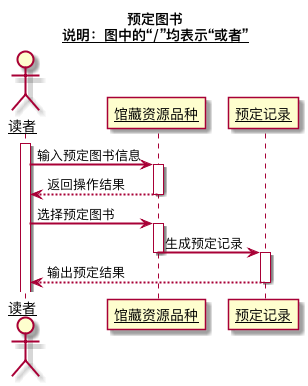 预定图书
说明：图中的“/”均表示“或者”
读者
馆藏资源品种
预定记录
输入预定图书信息
返回操作结果
选择预定图书
生成预定记录
输出预定结果
读者
馆藏资源品种
预定记录